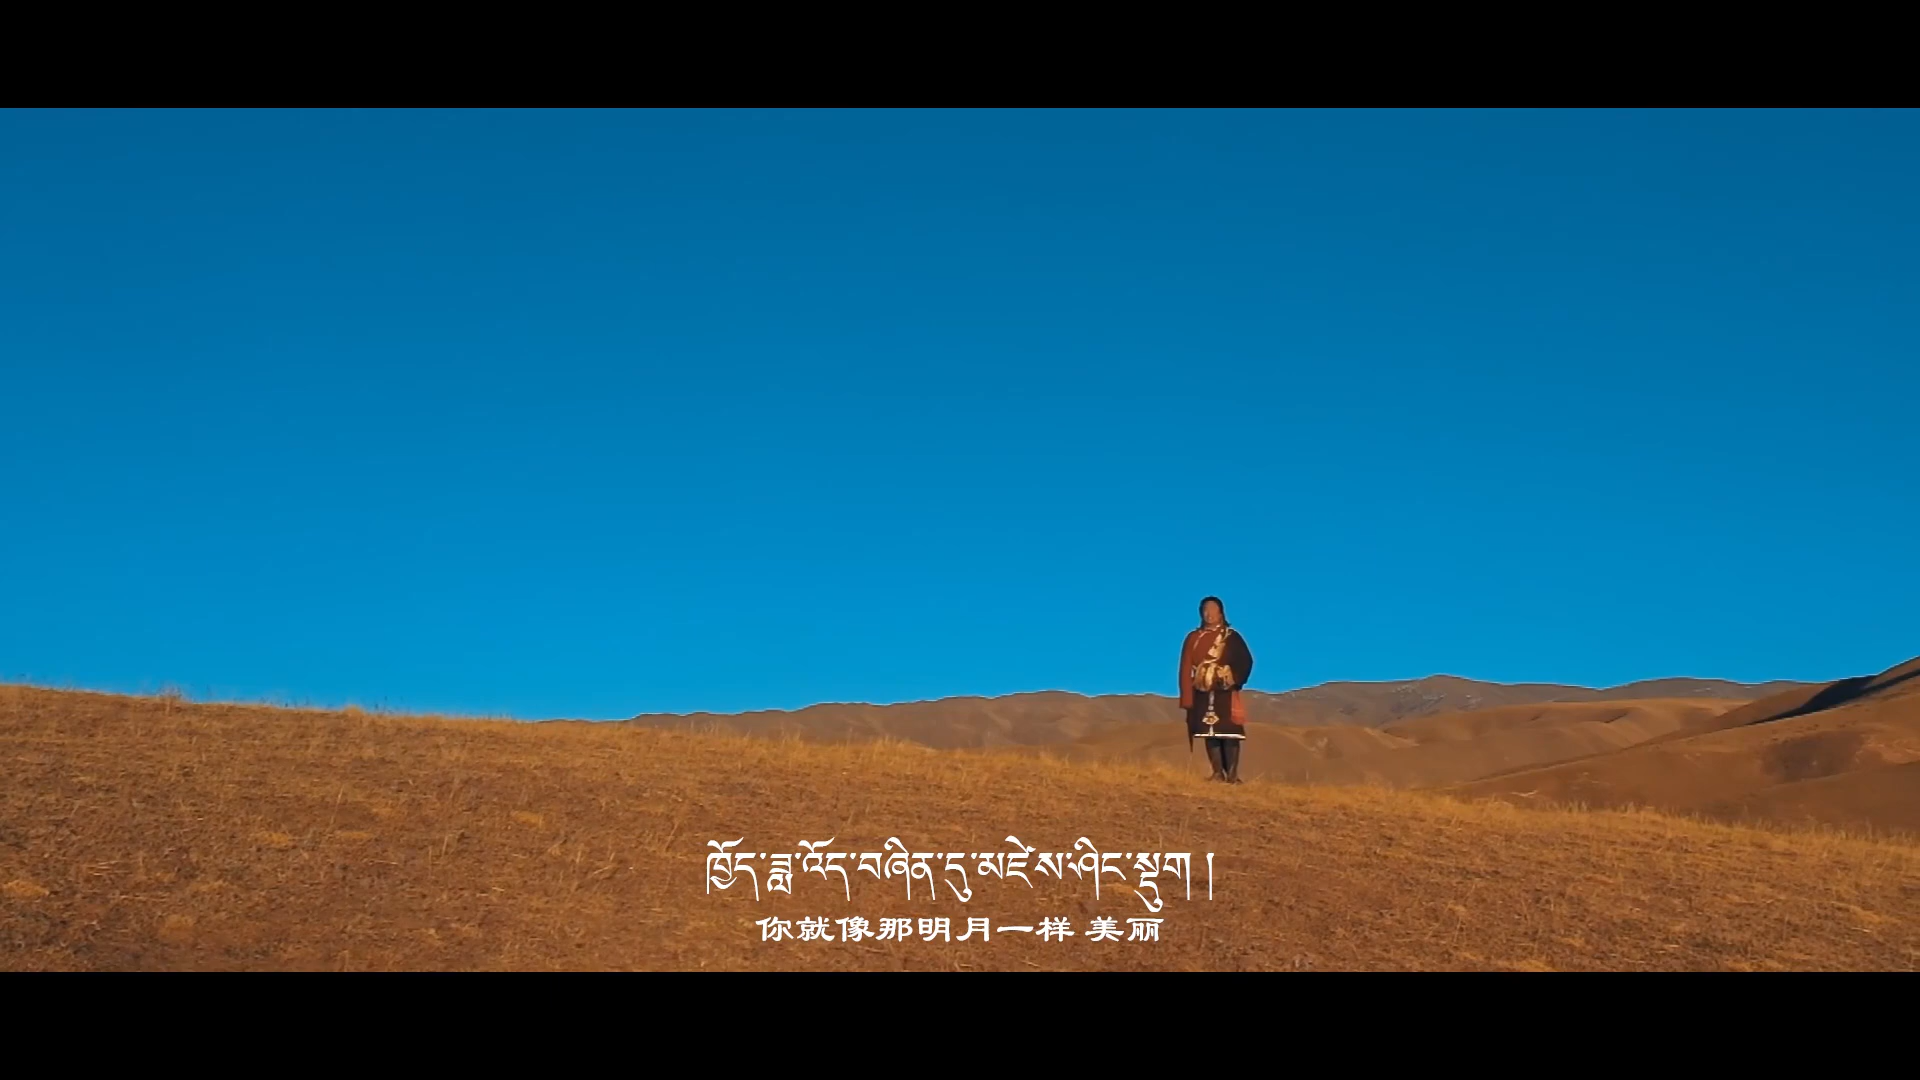 ཁྱོད་ཟླ་འོད་བཞིན་དུ་མཛེས་ཤིང་སྡུག །
你就像那明月一样 美丽